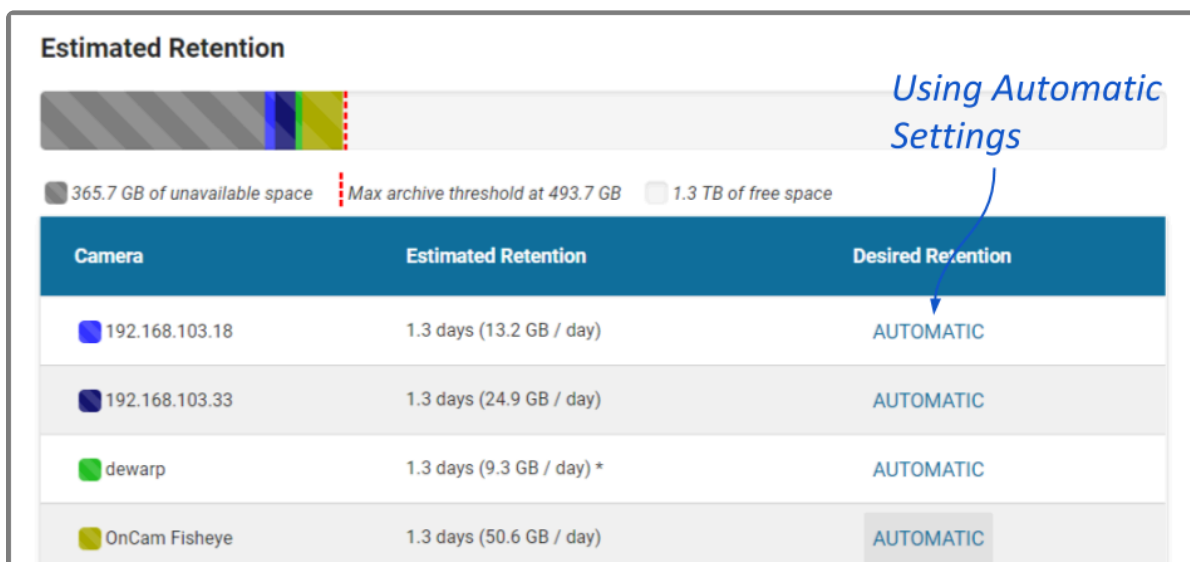 Estimated Retention
Using Automatic
Settings
365.7 GB of unavailable space Max archive threshold at 493.7 GB 1.3 TB of free space
Camera Estimated Retention Desired Retention
192.168.103.18 1.3 days (13.2 GB / day) AUTOMATIC
192.168.103.33 1.3 days (24.9 GB / day) AUTOMATIC
dewarp 1.3 days (9.3 GB / day) * AUTOMATIC
OnCam Fisheye 1.3 days (50.6 GB / day) AUTOMATIC